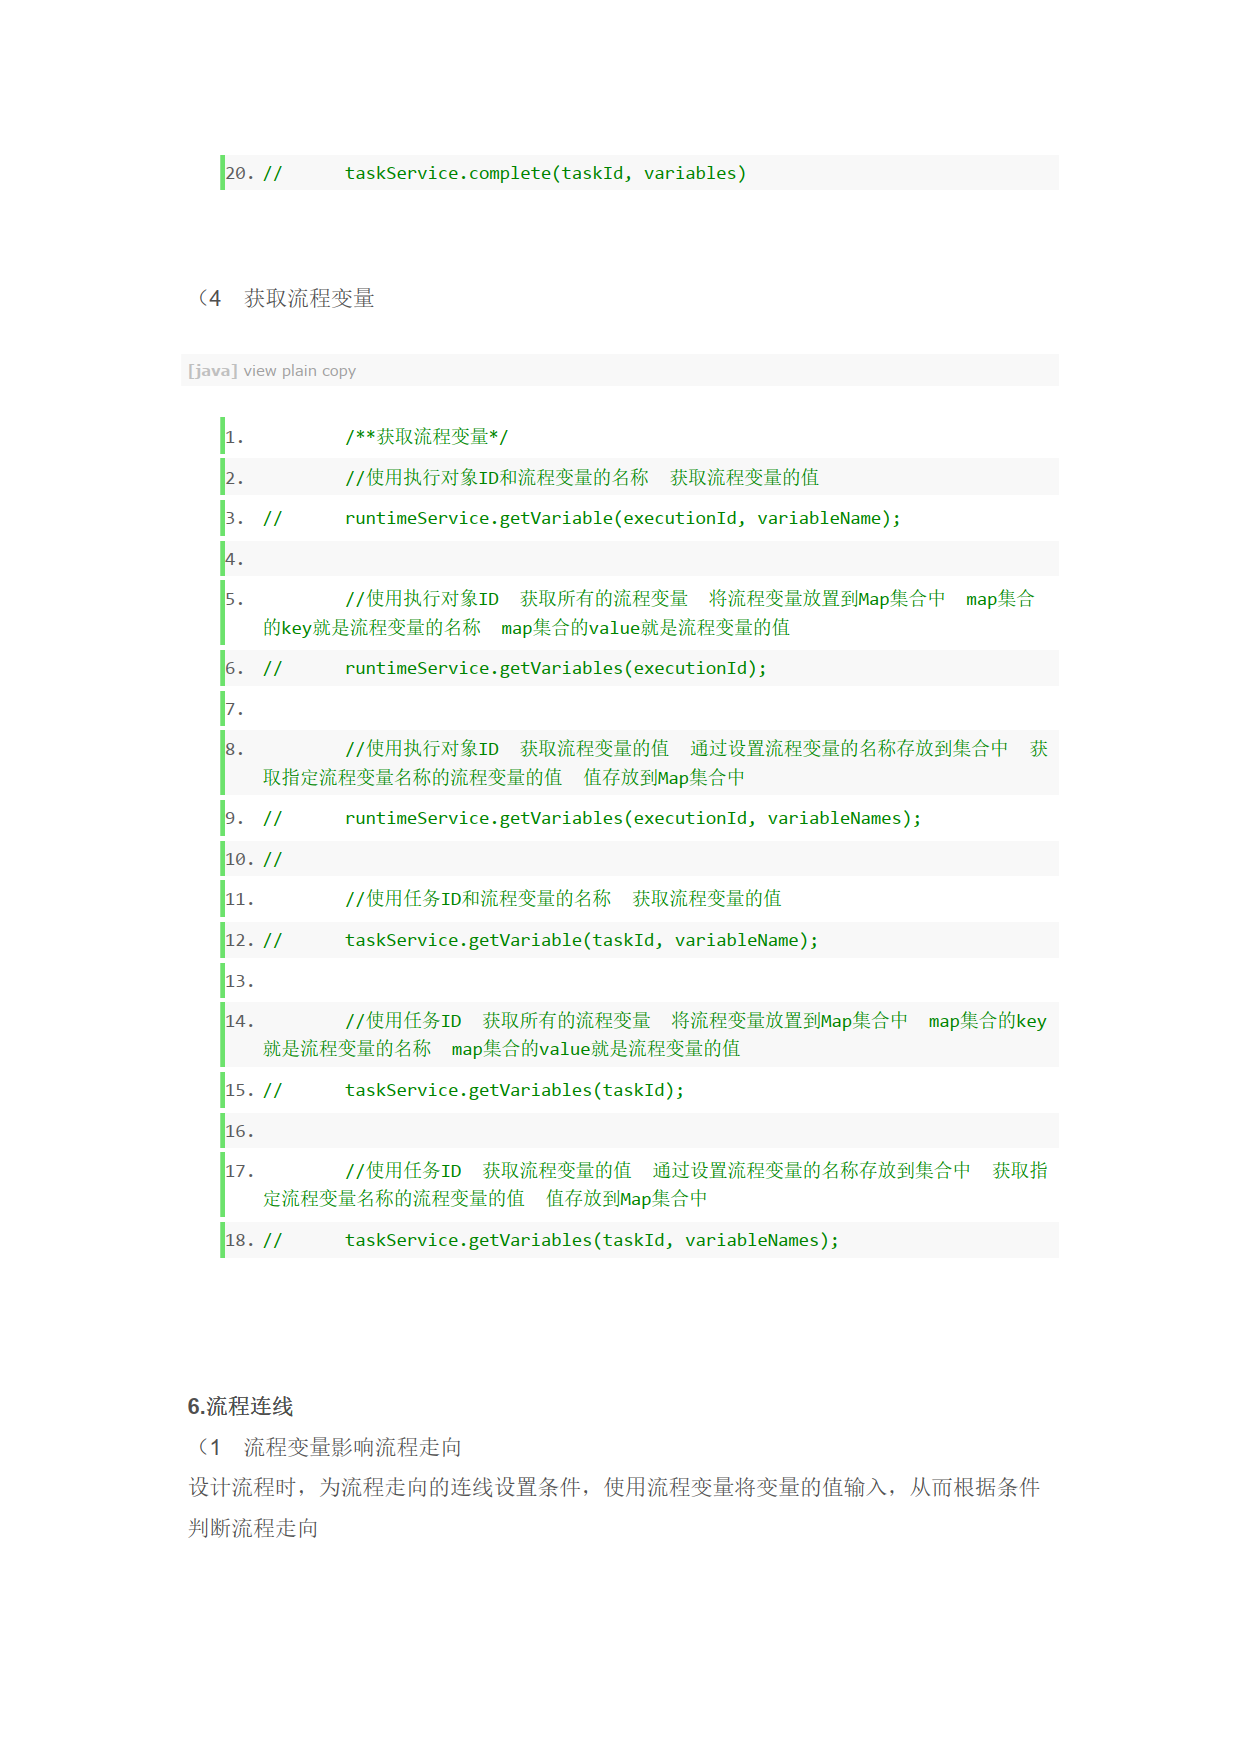 20. //      taskService.complete(taskId, variables)
（4　获取流程变量
[java] view plain copy
1.         /**获取流程变量*/
2.         //使用执行对象ID和流程变量的名称  获取流程变量的值
3. //      runtimeService.getVariable(executionId, variableName);
4.
5.         //使用执行对象ID  获取所有的流程变量  将流程变量放置到Map集合中  map集合
的key就是流程变量的名称  map集合的value就是流程变量的值
6. //      runtimeService.getVariables(executionId);
7.
8.         //使用执行对象ID  获取流程变量的值  通过设置流程变量的名称存放到集合中  获
取指定流程变量名称的流程变量的值  值存放到Map集合中
9. //      runtimeService.getVariables(executionId, variableNames);
10. //
11.         //使用任务ID和流程变量的名称  获取流程变量的值
12. //      taskService.getVariable(taskId, variableName);
13.
14.         //使用任务ID  获取所有的流程变量  将流程变量放置到Map集合中  map集合的key
就是流程变量的名称  map集合的value就是流程变量的值
15. //      taskService.getVariables(taskId);
16.
17.         //使用任务ID  获取流程变量的值  通过设置流程变量的名称存放到集合中  获取指
定流程变量名称的流程变量的值  值存放到Map集合中
18. //      taskService.getVariables(taskId, variableNames);
6.流程连线
（1　流程变量影响流程走向
设计流程时，为流程走向的连线设置条件，使用流程变量将变量的值输入，从而根据条件
判断流程走向